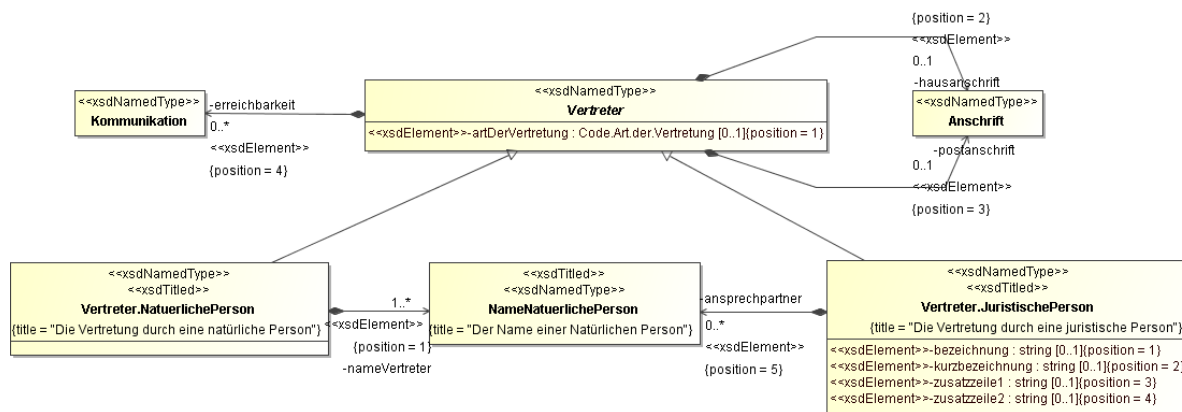 {position = 2}
<<xsdElement>>
0..1
-hausanschrift
<<xsdNamedType>>
Kommunikation
-erreichbarkeit
0..*
<<xsdElement>>
{position = 4}
<<xsdNamedType>>
Vertreter
<<xsdElement>>-artDerVertretung : Code.Art.der.Vertretung [0..1]{position = 1}
<<xsdNamedType>>
Anschrift
-postanschrift
0..1
<<xsdElement>>
{position = 3}
<<xsdNamedType>>
<<xsdTitled>>
Vertreter.NatuerlichePerson
{title = "Die Vertretung durch eine natürliche Person"}
1..*
<<xsdElement>>
{position = 1}
-nameVertreter
<<xsdTitled>>
<<xsdNamedType>>
NameNatuerlichePerson
{title = "Der Name einer Natürlichen Person"}
-ansprechpartner
0..*
<<xsdElement>>
{position = 5}
<<xsdNamedType>>
<<xsdTitled>>
Vertreter.JuristischePerson
{title = "Die Vertretung durch eine juristische Person"}
<<xsdElement>>-bezeichnung : string [0..1]{position = 1}
<<xsdElement>>-kurzbezeichnung : string [0..1]{position = 2}
<<xsdElement>>-zusatzzeile1 : string [0..1]{position = 3}
<<xsdElement>>-zusatzzeile2 : string [0..1]{position = 4}